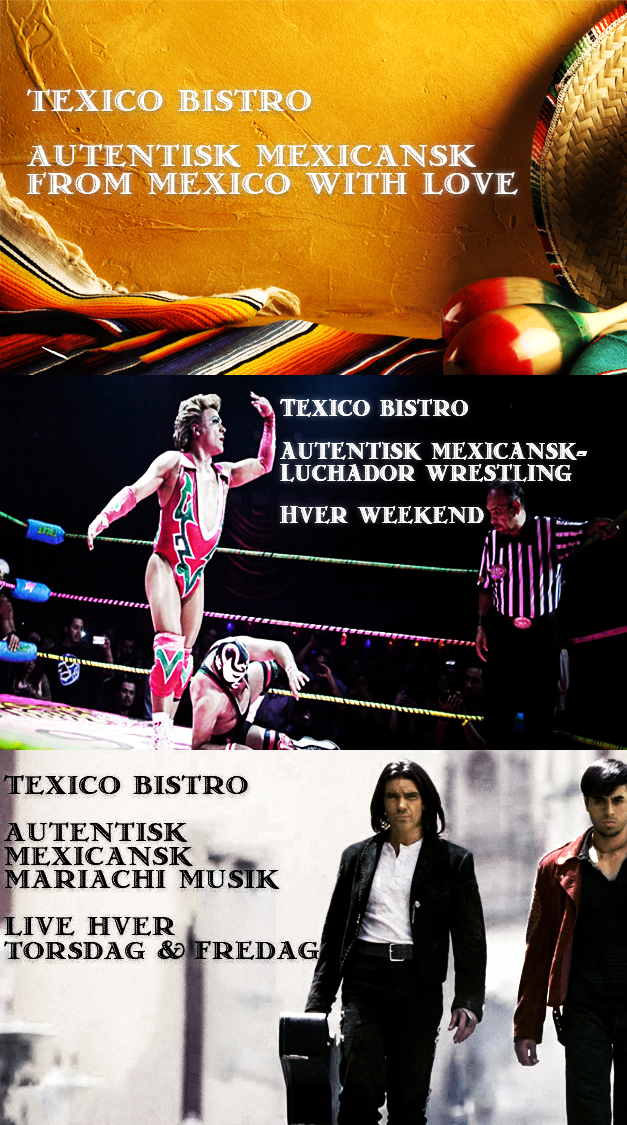 TEXICO BISTRO
AUTENTISK MEXICANSK
FROM MEXICO WITH LOVE
TEXICO BISTRO
AUTENTISK MEXICANSK-
LUCHADOR WRESTLING
HVER WEEKEND
TEXICO BISTRO
AUTENTISK
MEXICANSK
MARIACHI MUSIK
LIVE HVER
TORSDAG & FREDAG